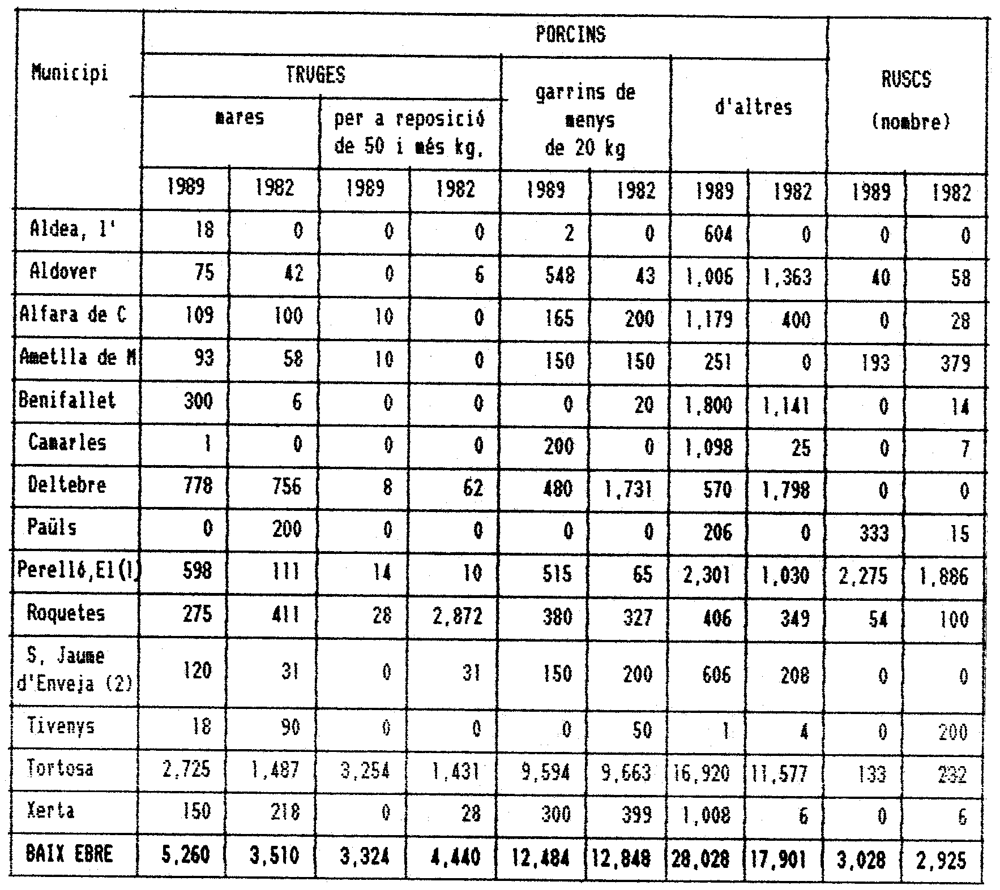 PORCINS
Municipi
TRUGES
RUSCS
garrins de
d'altres
mares
per a reposició
menys
(nombre)
de 50 i més kg.
de 20 kg
1989 1982 1989 1982 1989 1982 1989 1982 1989 1982
Aldea, l' 18 0 0 0 2 0 604 0 0 0
Aldover 75 42 0 6 548 43 1.006 1.363 40 58
Alfara de C 109 100 10 0 165 200 1.179 400 0 28
Ametlla de M 93 58 10 0 150 150 251 0 193 379
Benifallet 300 6 0 0 0 20 1.800 1.141 0 14
Camarles 1 0 0 0 200 0 1.098 25 0 7
Deltebre 778 756 8 62 480 1.731 570 1.798 0 0
Paüls 0 200 0 0 0 0 206 0 333 15
Perelló,El(1) 598 111 14 10 515 65 2.301 1.030 2.275 1.886
Roquetes 275 411 28 2.872 380 327 406 349 54 100
S. Jaume
d'Enveja (2) 120 31 0 31 150 200 606 208 0 0
Tivenys 18 90 0 0 0 50 1 4 0 200
Tortosa 2.725 1.487 3.254 1.431 9.594 9.663 16.920 11.577 133 232
Xerta 150 218 0 28 300 399 1.008 6 0 6
BAIX EBRE 5.260 3.510 3.324 4.440 12.484 12.848 28.028 17.901 3.028 2.925